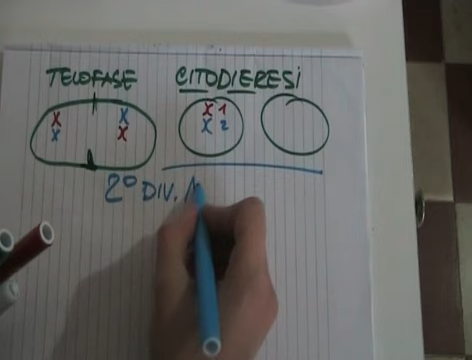 TELOFASE CITODIERESI
X X X 1
X X X 2
2° DIV.